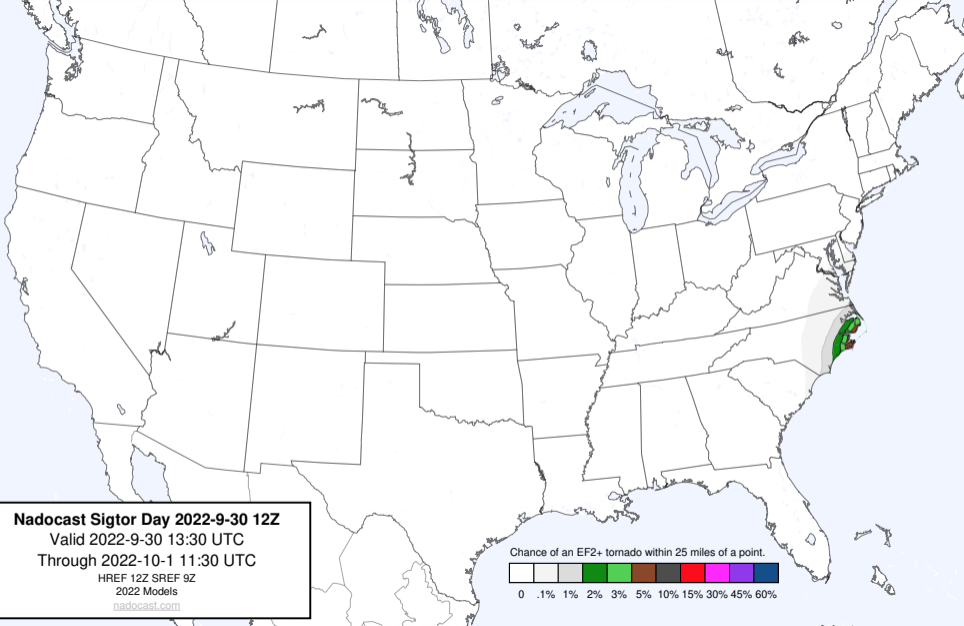 Nadocast Sigtor Day 2022-9-30 12Z
Valid 2022-9-30 13:30 UTC
Through 2022-10-1 11:30 UTC
HREF 12Z SREF 9Z
2022 Models
nadocast.com
Chance of an EF2+ tornado within 25 miles of a point.
0 .1% 1% 2% 3% 5% 10% 15% 30% 45% 60%